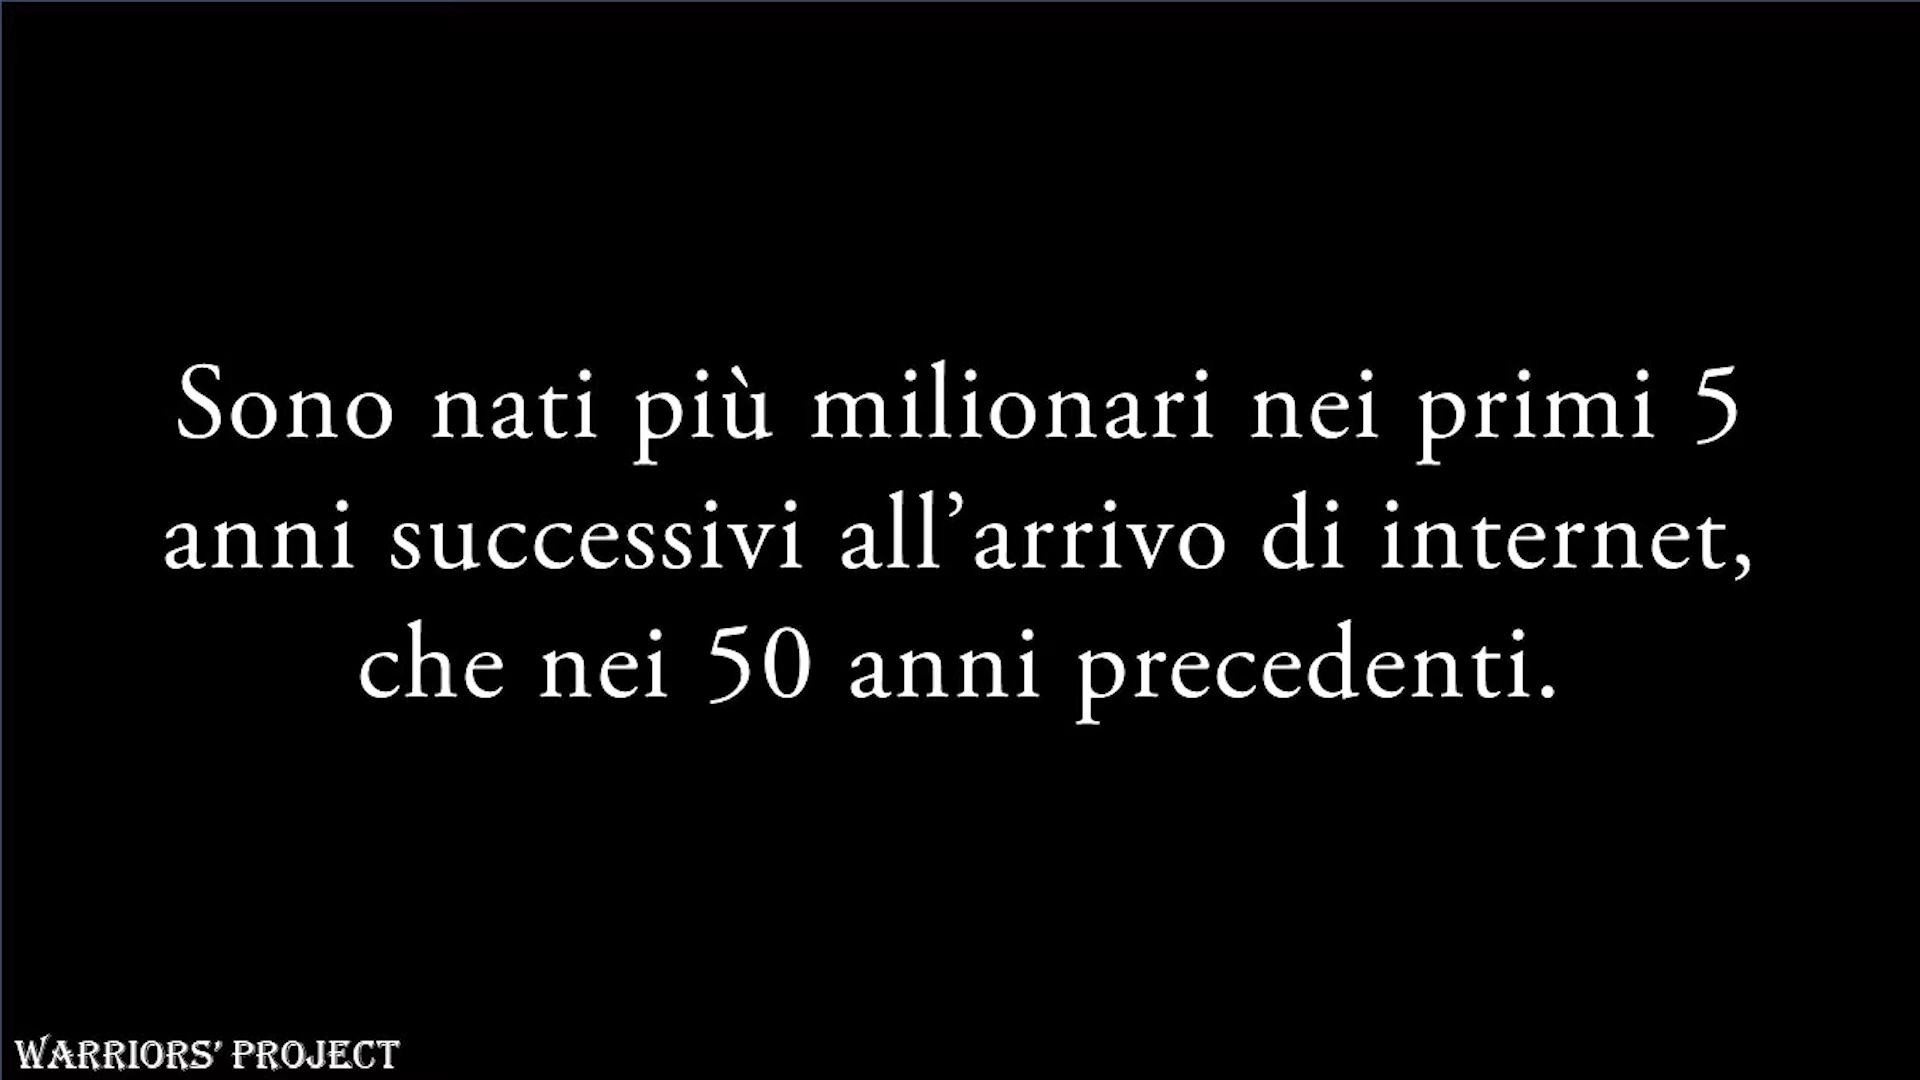 Sono nati più milionari nei primi 5
anni successivi all’arrivo di internet,
che nei 50 anni precedenti.
WARRIORS’ PROJECT